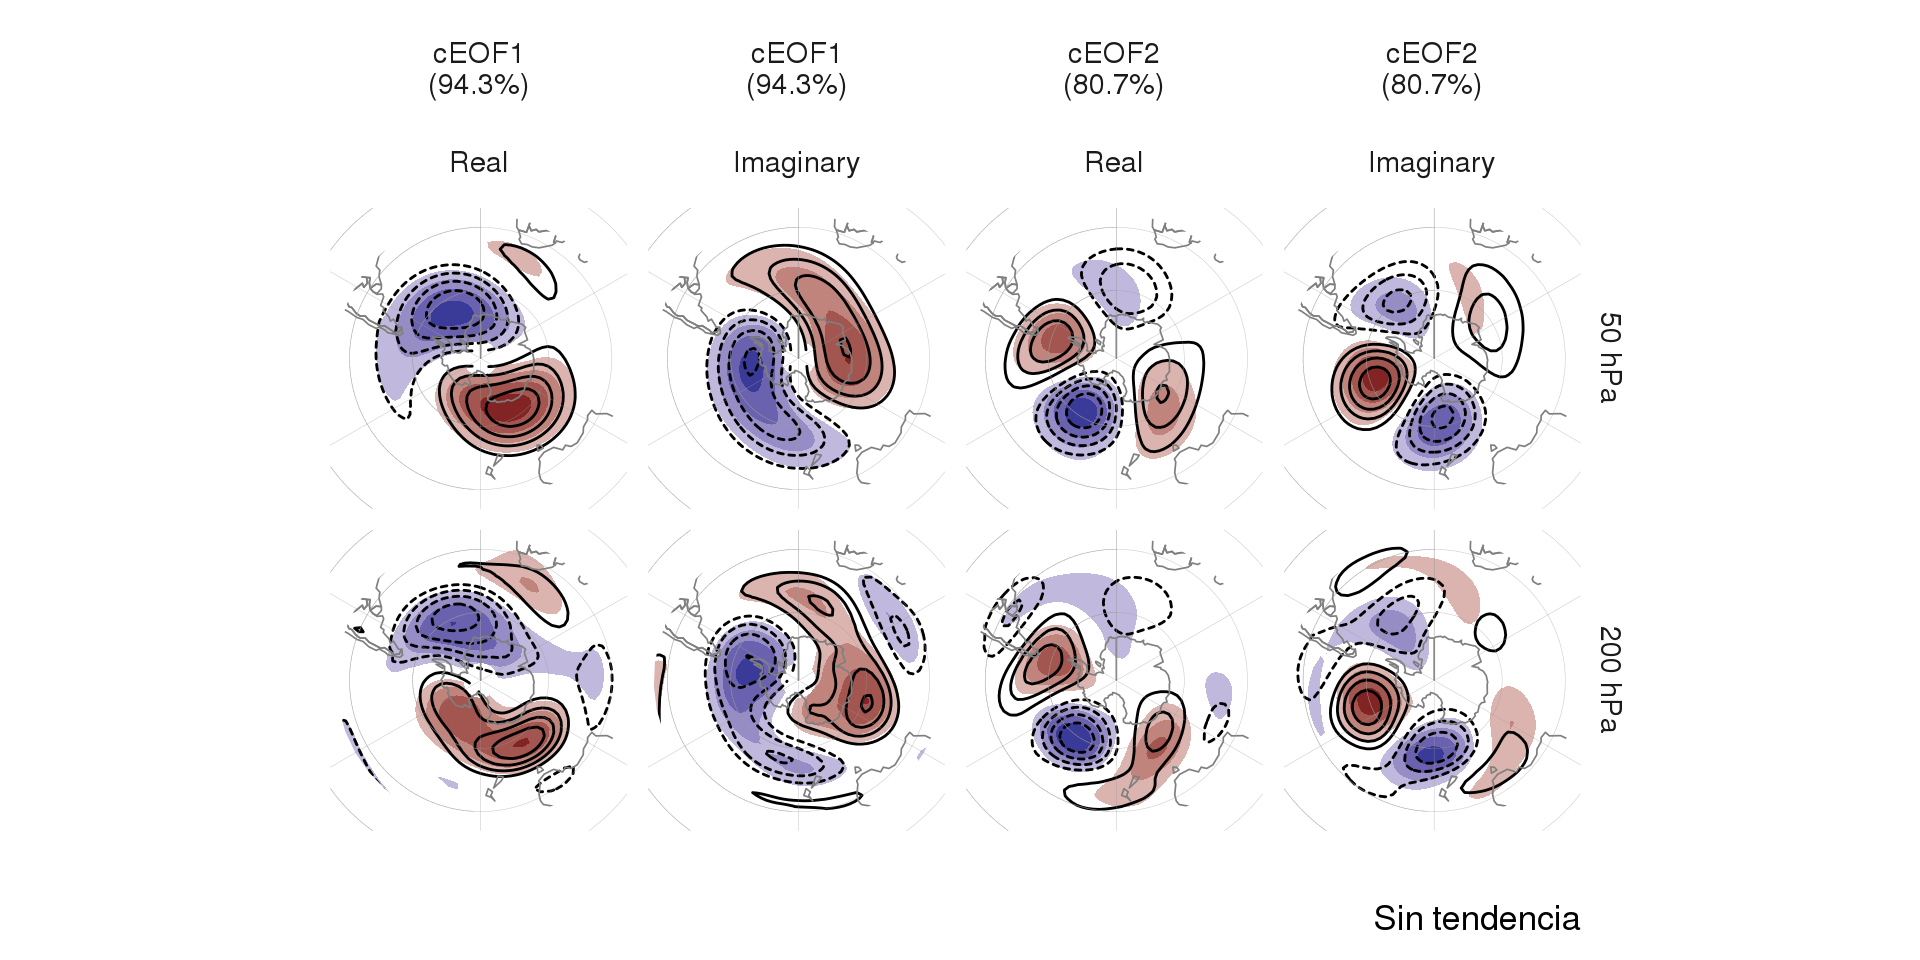 cEOF1
(94.3%)
cEOF1
(94.3%)
cEOF2
(80.7%)
cEOF2
(80.7%)
Real
Imaginary
Real
Imaginary
50 hPa
200 hPa
Sin tendencia